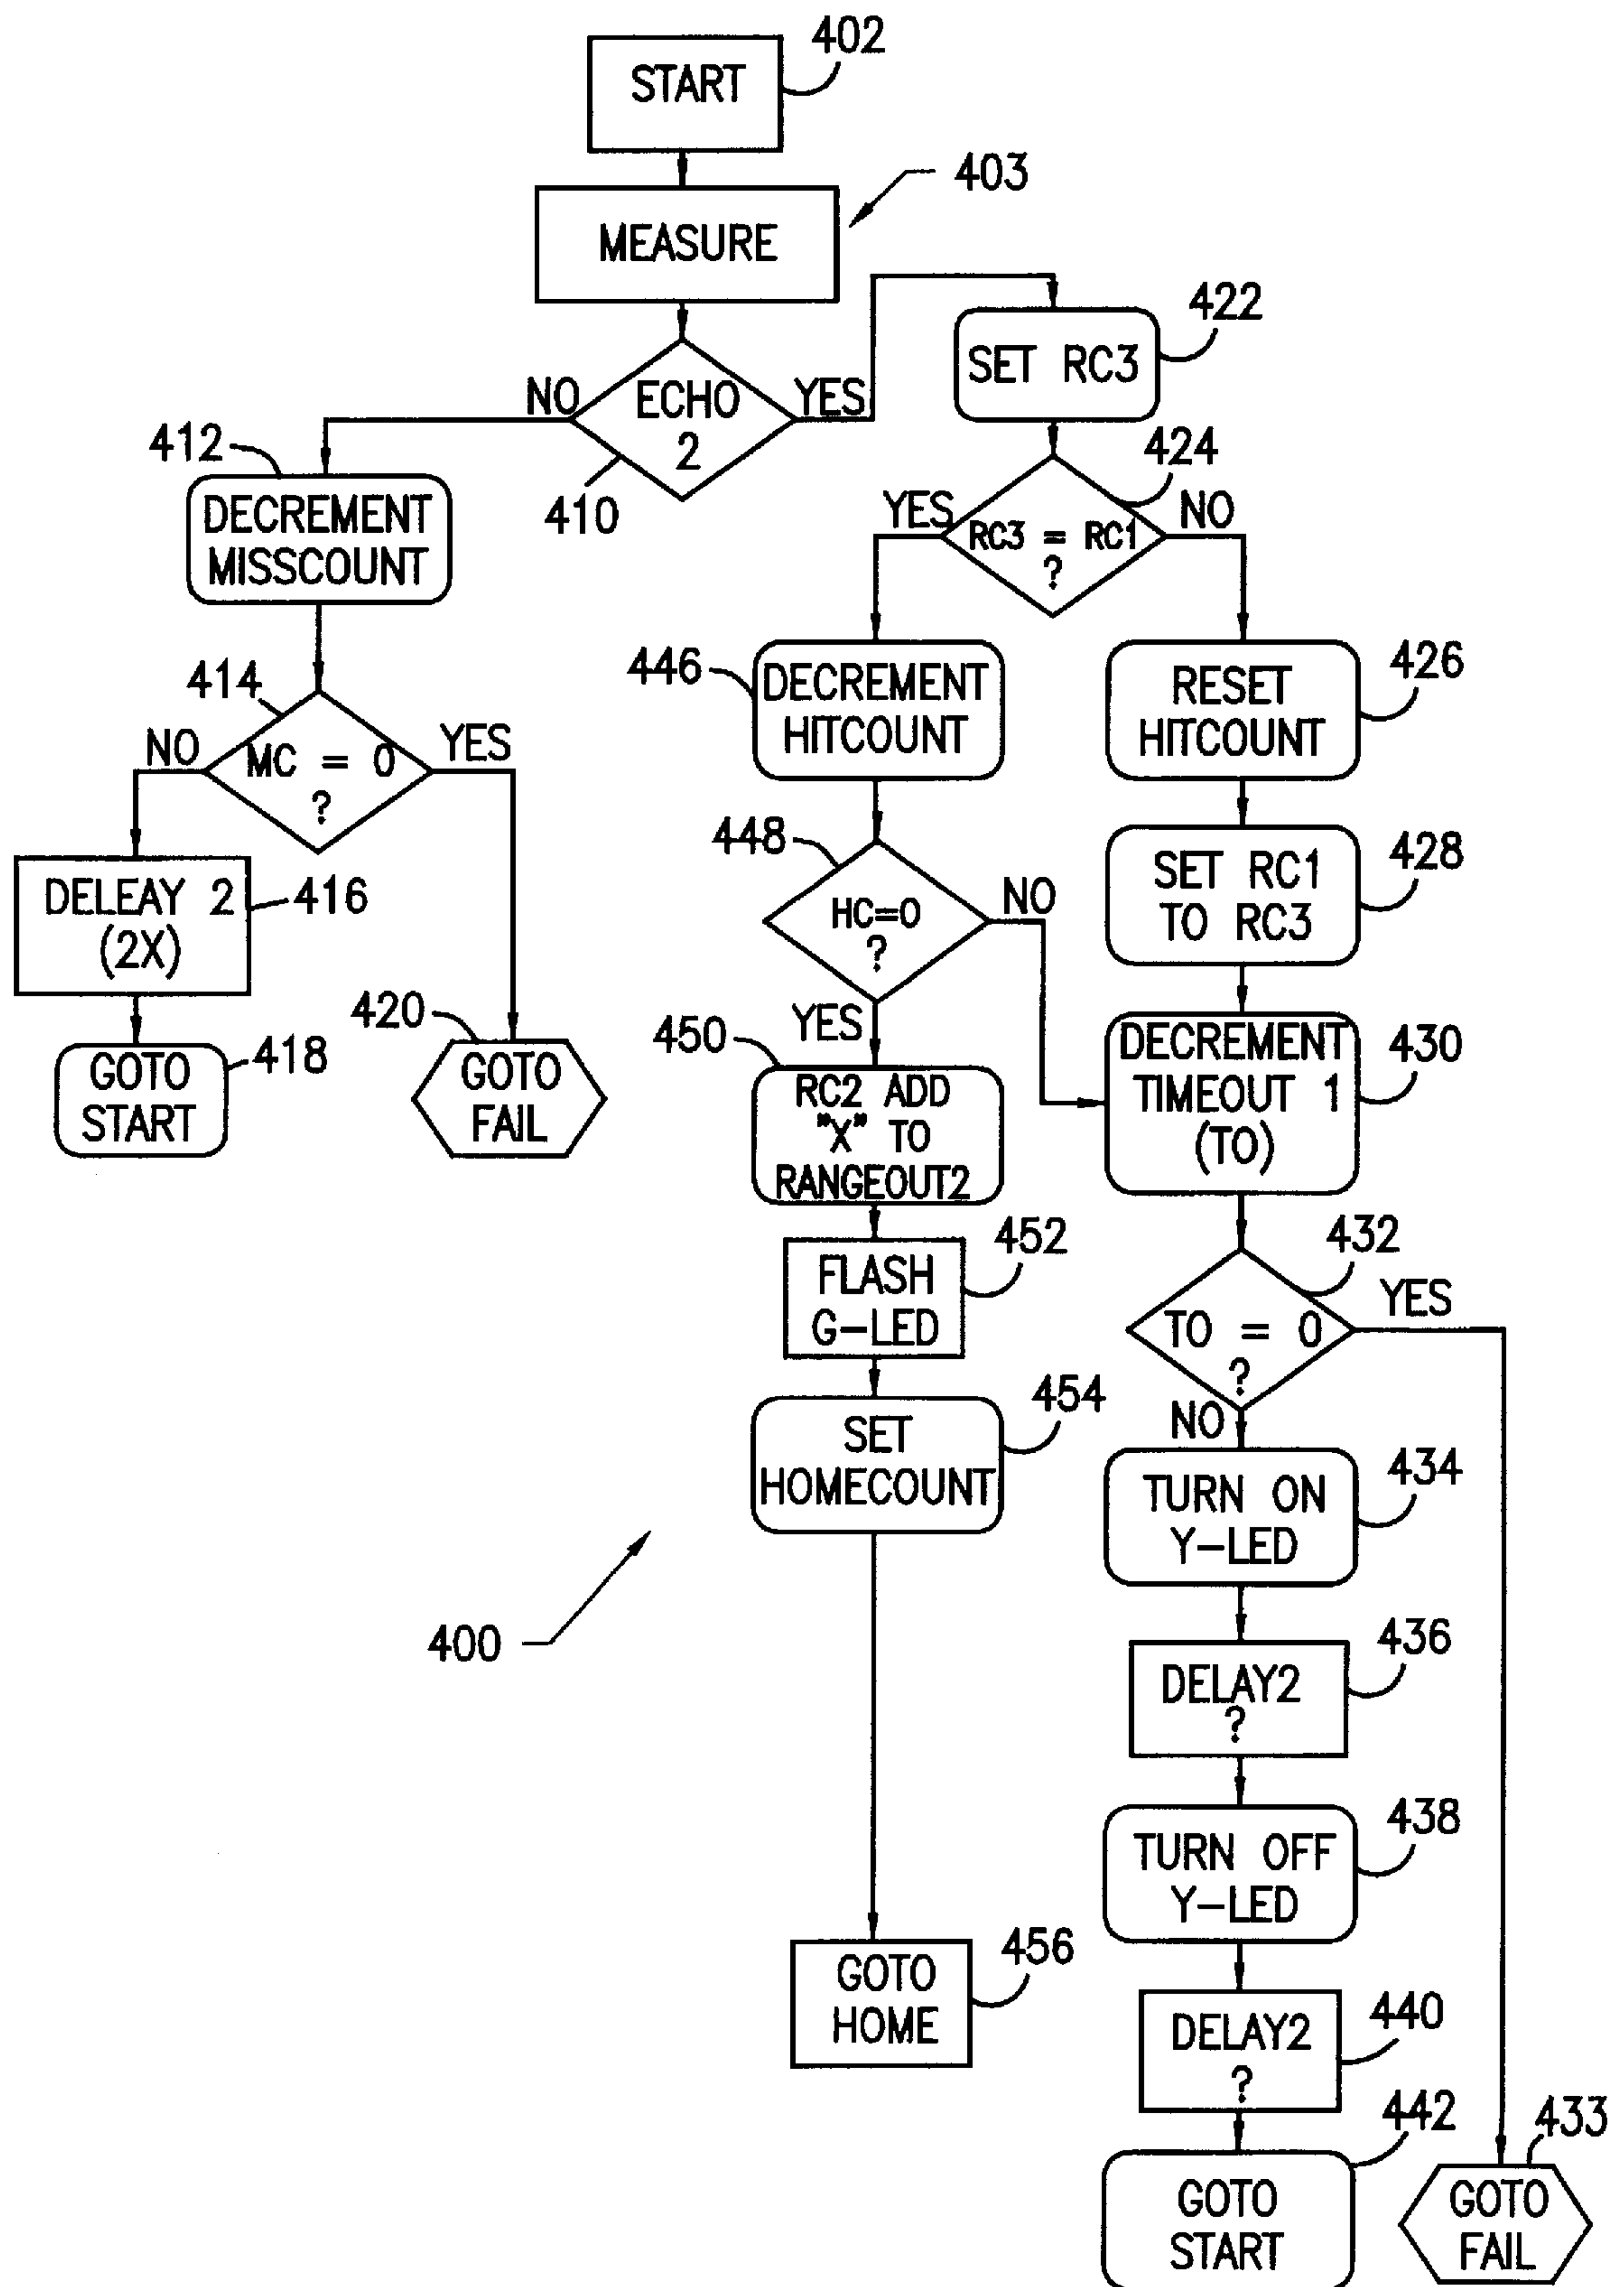 402
START
403
MEASURE
422
SET RC3
NO
ECHO
2
YES
410
412
DECREMENT
MISSCOUNT
424
YES
RC3 = RC1
?
NO
414
NO
MC = 0
?
YES
446
DECREMENT
HITCOUNT
RESET
HITCOUNT
426
DELEAY 2
(2X)
416
448
HC=0
?
NO
YES
SET RC1
TO RC3
428
GOTO
START
418
420
GOTO
FAIL
450
RC2 ADD
"X" TO
RANGEOUT2
DECREMENT
TIMEOUT 1
(TO)
430
452
FLASH
G-LED
432
TO = 0
?
YES
NO
454
SET
HOMECOUNT
434
TURN ON
Y-LED
400
436
DELAY2
?
438
TURN OFF
Y-LED
456
GOTO
HOME
440
DELAY2
?
442
GOTO
START
433
GOTO
FAIL